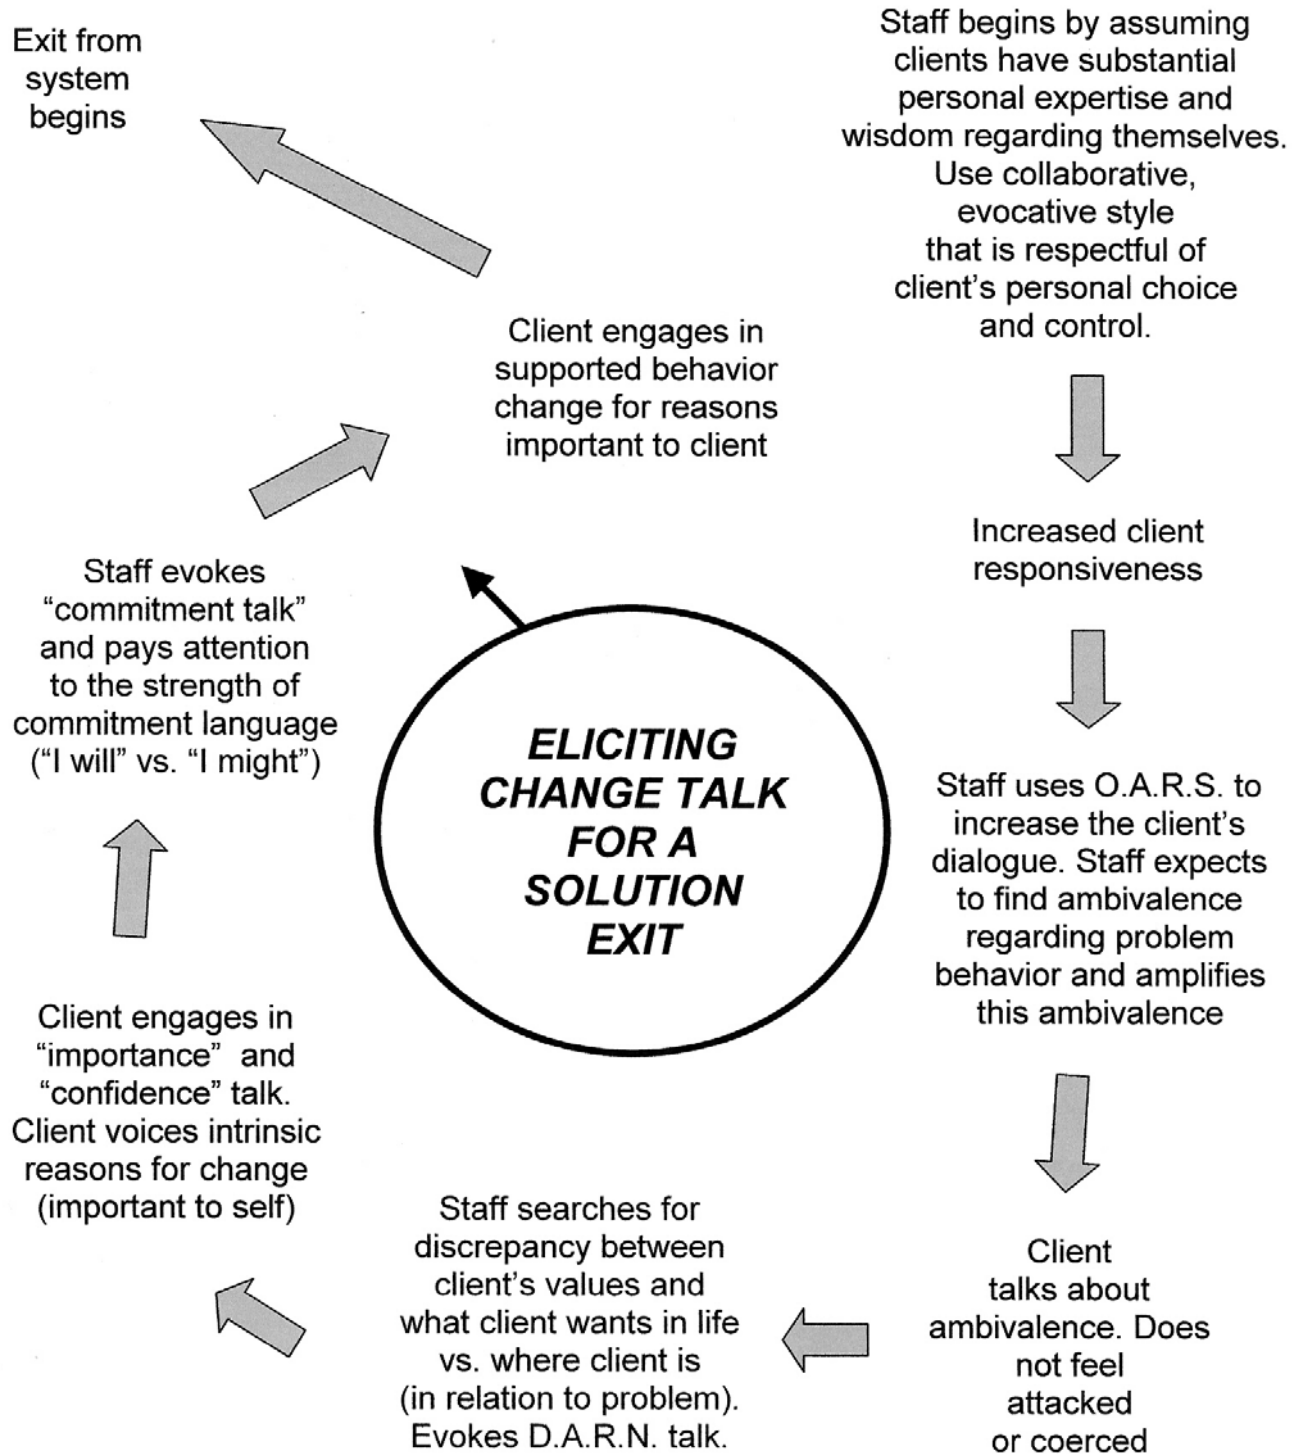 Exit from
system
begins
Staff begins by assuming
clients have substantial
personal expertise and
wisdom regarding themselves.
Use collaborative,
evocative style
that is respectful of
client's personal choice
and control.
Increased client
responsiveness
Staff uses O.A.R.S. to
increase the client's
dialogue. Staff expects
to find ambivalence
regarding problem
behavior and amplifies
this ambivalence
Client
talks about
ambivalence. Does
not feel
attacked
or coerced
Staff searches for
discrepancy between
client's values and
what client wants in life
vs. where client is
(in relation to problem).
Evokes D.A.R.N. talk.
Client engages in
“importance” and
“confidence” talk.
Client voices intrinsic
reasons for change
(important to self)
Staff evokes
“commitment talk”
and pays attention
to the strength of
commitment language
(“I will” vs. “I might”)
Client engages in
supported behavior
change for reasons
important to client
ELICITING
CHANGE TALK
FOR A
SOLUTION
EXIT